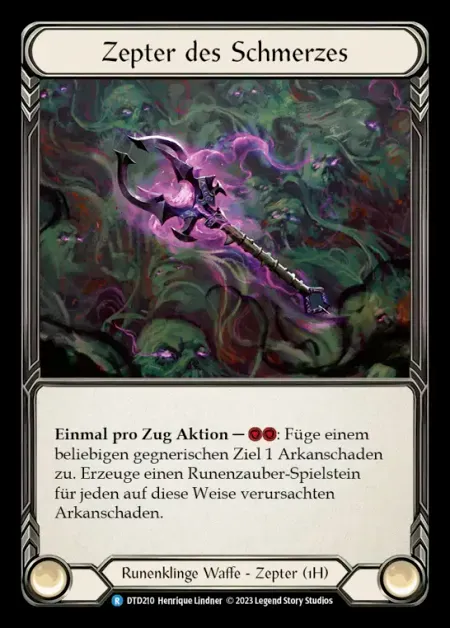 Zepter des Schmerzes
Einmal pro Zug Aktion — : Füge einem
beliebigen gegnerischen Ziel 1 Arkanschaden
zu. Erzeuge einen Runenzauber-Spielstein
für jeden auf diese Weise verursachten
Arkanschaden.
Runenklinge Waffe - Zepter (1H)
R DTD210 Henrique Lindner © 2023 Legend Story Studios